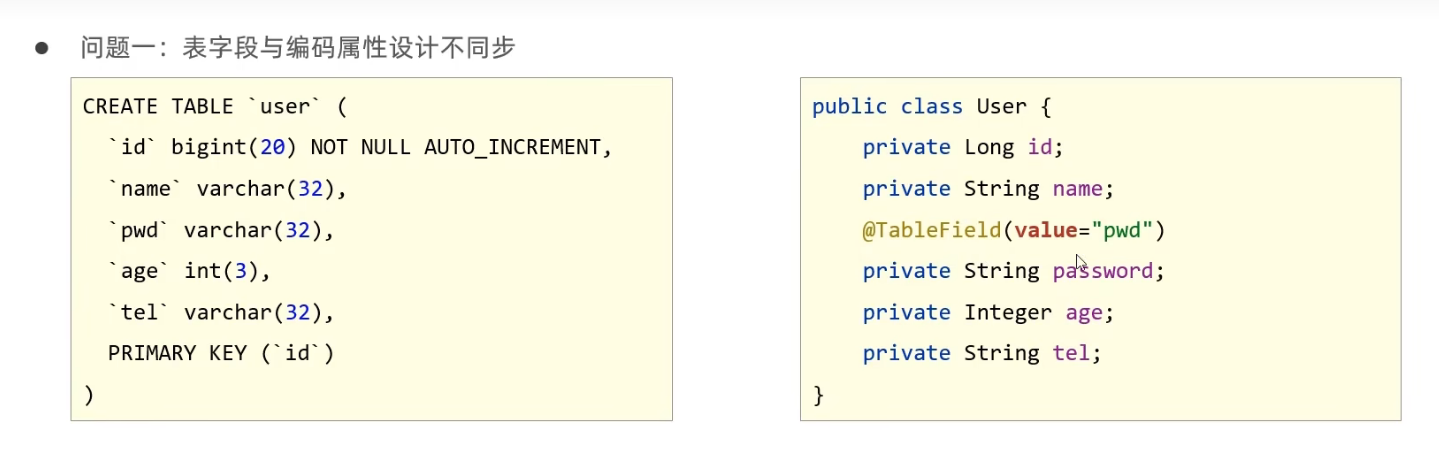 ● 问题一：表字段与编码属性设计不同步
CREATE TABLE `user` (
  `id` bigint(20) NOT NULL AUTO_INCREMENT,
  `name` varchar(32),
  `pwd` varchar(32),
  `age` int(3),
  `tel` varchar(32),
  PRIMARY KEY (`id`)
)
public class User {
    private Long id;
    private String name;
    @TableField(value="pwd")
    private String password;
    private Integer age;
    private String tel;
}